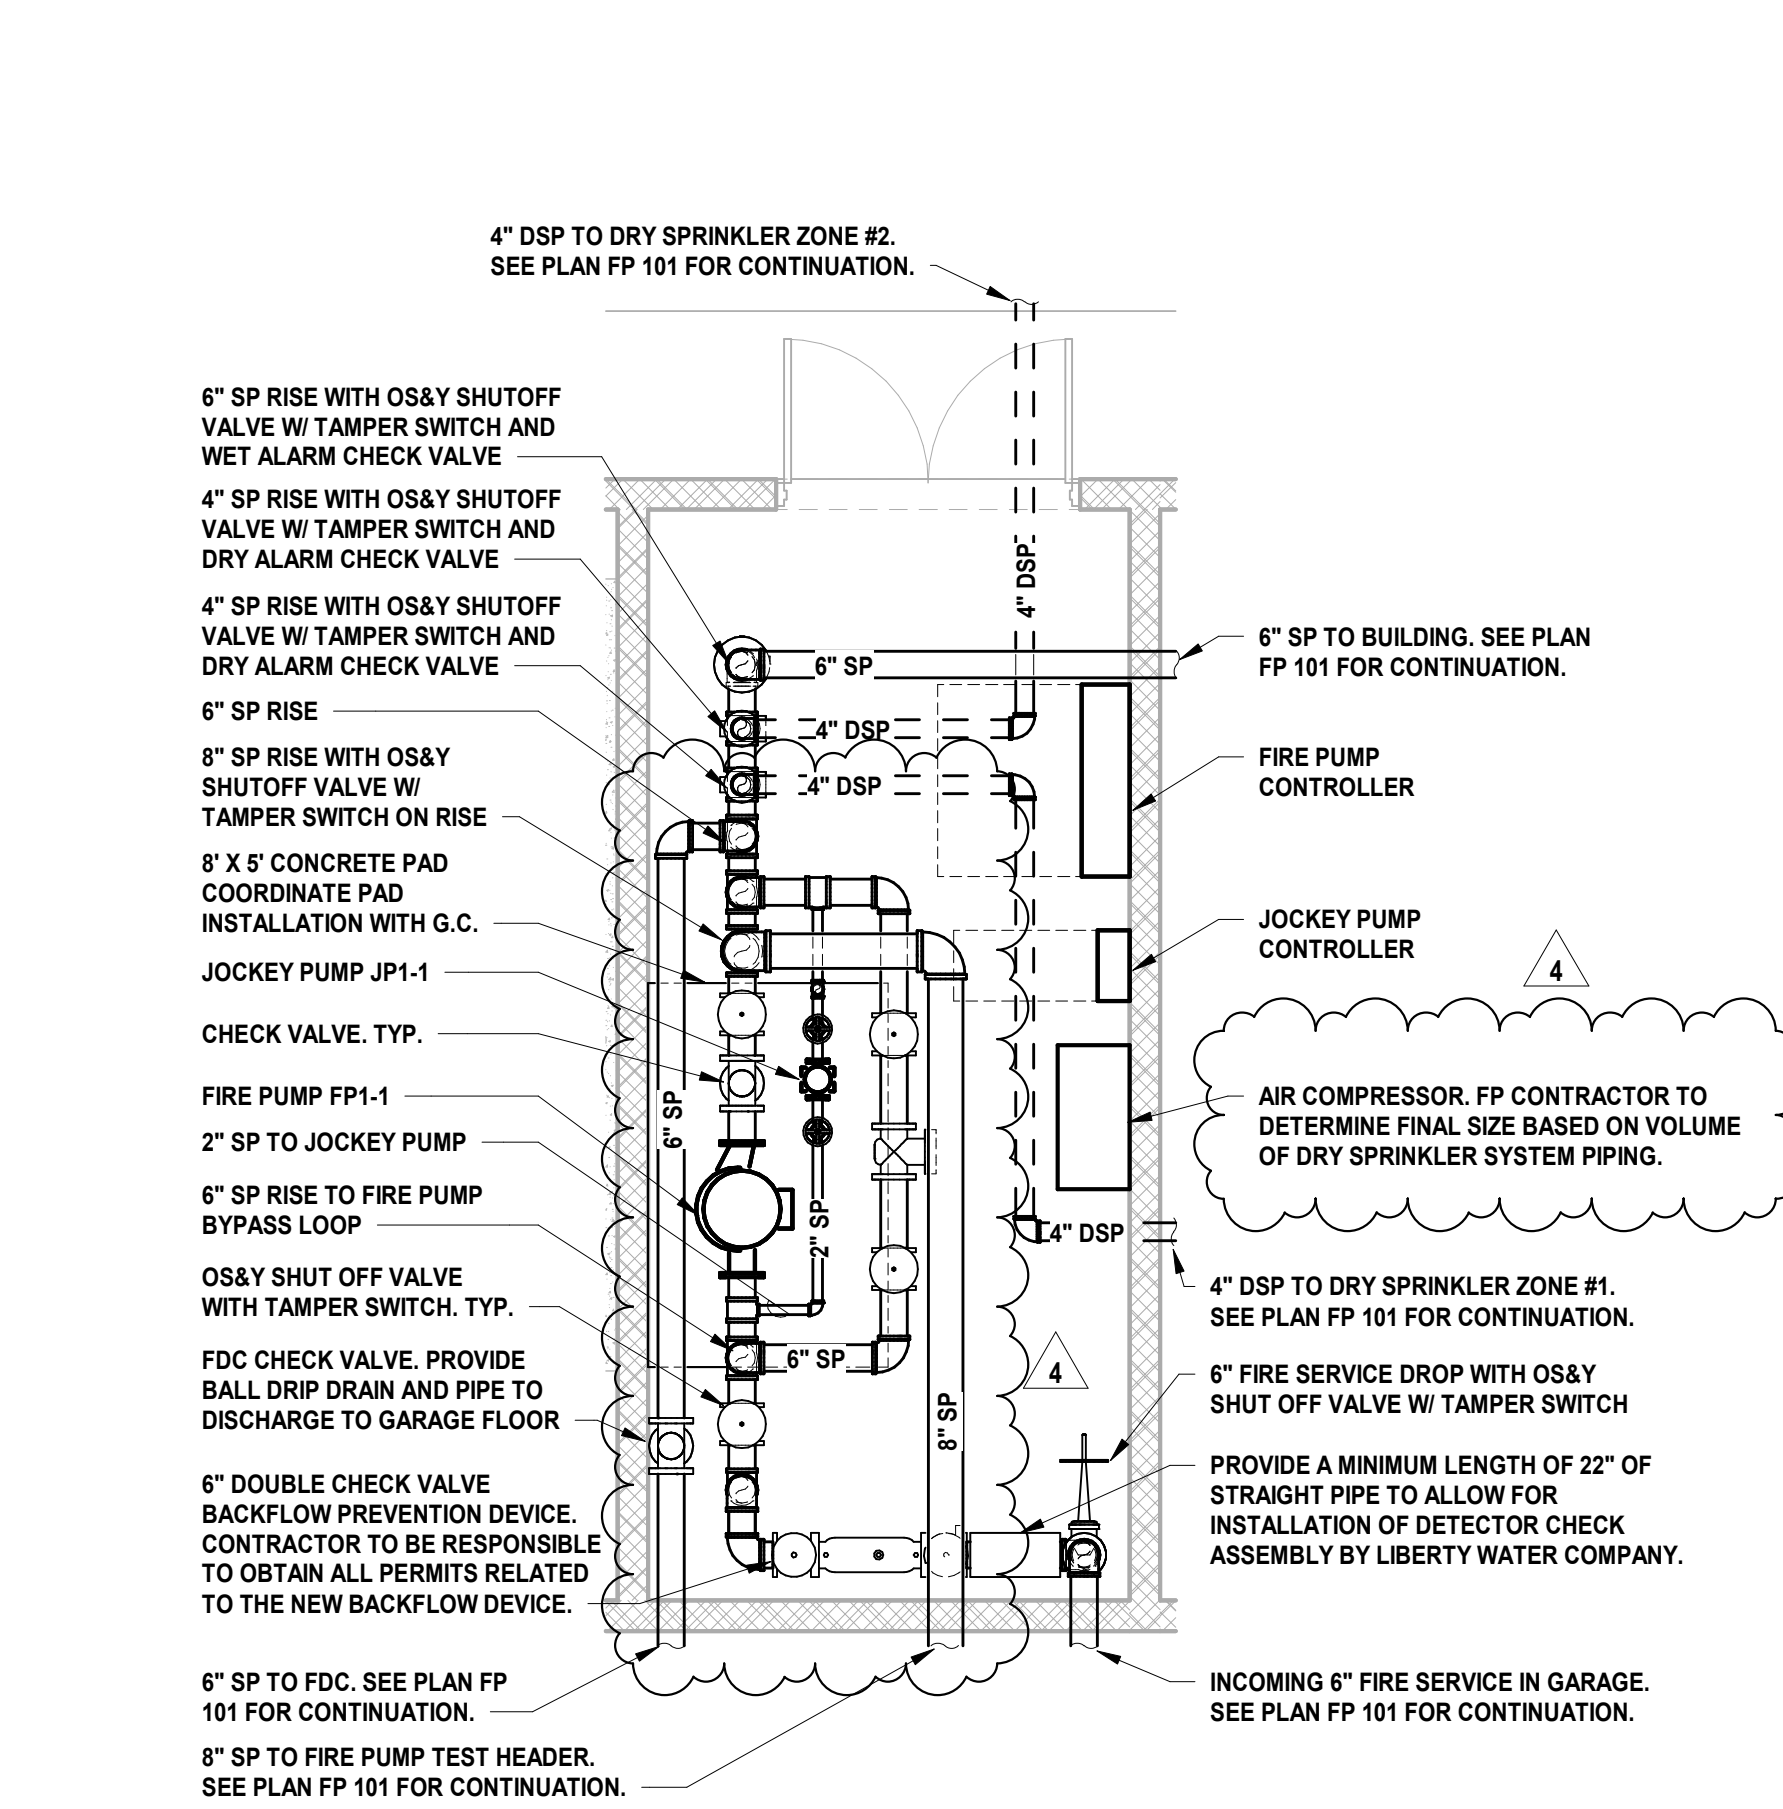 4" DSP TO DRY SPRINKLER ZONE #2.
SEE PLAN FP 101 FOR CONTINUATION.
6" SP RISE WITH OS&Y SHUTOFF
VALVE W/ TAMPER SWITCH AND
WET ALARM CHECK VALVE
4" SP RISE WITH OS&Y SHUTOFF
VALVE W/ TAMPER SWITCH AND
DRY ALARM CHECK VALVE
4" SP RISE WITH OS&Y SHUTOFF
VALVE W/ TAMPER SWITCH AND
DRY ALARM CHECK VALVE
6" SP RISE
8" SP RISE WITH OS&Y
SHUTOFF VALVE W/
TAMPER SWITCH ON RISE
8' X 5' CONCRETE PAD
COORDINATE PAD
INSTALLATION WITH G.C.
JOCKEY PUMP JP1-1
CHECK VALVE. TYP.
FIRE PUMP FP1-1
2" SP TO JOCKEY PUMP
6" SP RISE TO FIRE PUMP
BYPASS LOOP
OS&Y SHUT OFF VALVE
WITH TAMPER SWITCH. TYP.
FDC CHECK VALVE. PROVIDE
BALL DRIP DRAIN AND PIPE TO
DISCHARGE TO GARAGE FLOOR
6" DOUBLE CHECK VALVE
BACKFLOW PREVENTION DEVICE.
CONTRACTOR TO BE RESPONSIBLE
TO OBTAIN ALL PERMITS RELATED
TO THE NEW BACKFLOW DEVICE.
6" SP TO FDC. SEE PLAN FP
101 FOR CONTINUATION.
8" SP TO FIRE PUMP TEST HEADER.
SEE PLAN FP 101 FOR CONTINUATION.
4" DSP
6" SP
4" DSP
4" DSP
6" SP
2" SP
6" SP
8" SP
4" DSP
4
6" SP TO BUILDING. SEE PLAN
FP 101 FOR CONTINUATION.
FIRE PUMP
CONTROLLER
JOCKEY PUMP
CONTROLLER
4
AIR COMPRESSOR. FP CONTRACTOR TO
DETERMINE FINAL SIZE BASED ON VOLUME
OF DRY SPRINKLER SYSTEM PIPING.
4" DSP TO DRY SPRINKLER ZONE #1.
SEE PLAN FP 101 FOR CONTINUATION.
6" FIRE SERVICE DROP WITH OS&Y
SHUT OFF VALVE W/ TAMPER SWITCH
PROVIDE A MINIMUM LENGTH OF 22" OF
STRAIGHT PIPE TO ALLOW FOR
INSTALLATION OF DETECTOR CHECK
ASSEMBLY BY LIBERTY WATER COMPANY.
INCOMING 6" FIRE SERVICE IN GARAGE.
SEE PLAN FP 101 FOR CONTINUATION.